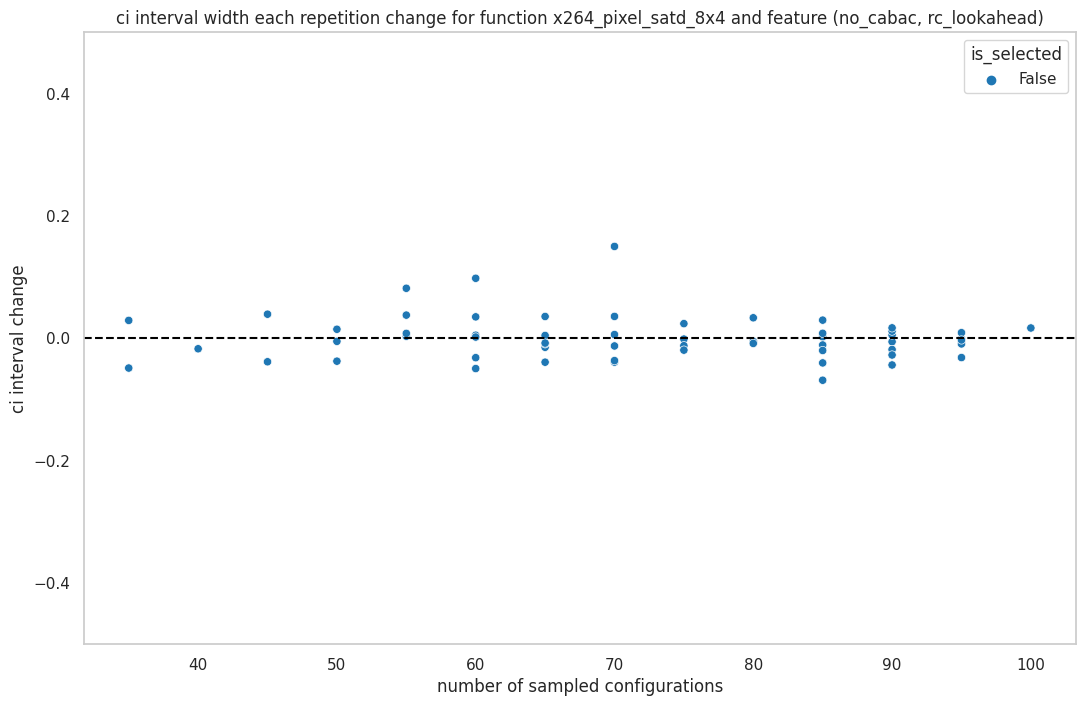 ci interval width each repetition change for function x264_pixel_satd_8x4 and feature (no_cabac, rc_lookahead)
is_selected
False
0.4
0.2
0.0
−0.2
−0.4
ci interval change
40 50 60 70 80 90 100
number of sampled configurations